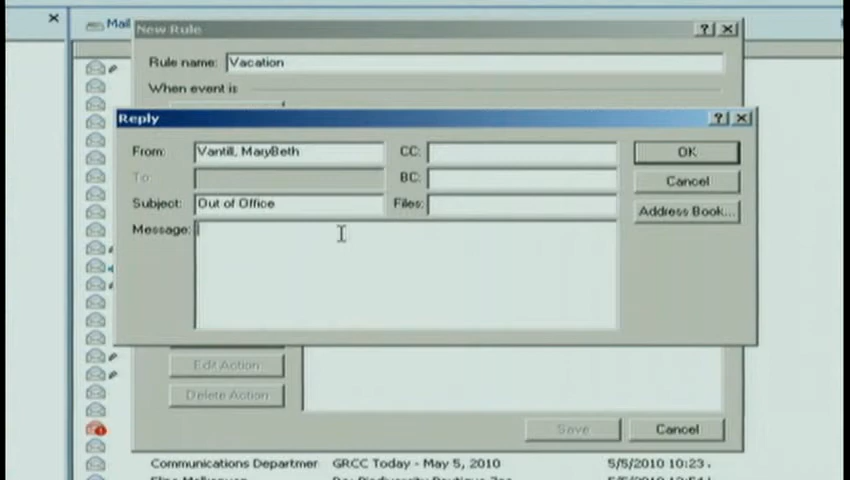 Mail
New Rule
Rule name: Vacation
When event is
Reply
From: Vantill, MaryBeth CC: OK
To: BC: Cancel
Subject: Out of Office Files: Address Book...
Message:
Edit Action
Delete Action
Save Cancel
Communications Departmer GRCC Today - May 5, 2010 5/5/2010 10:23